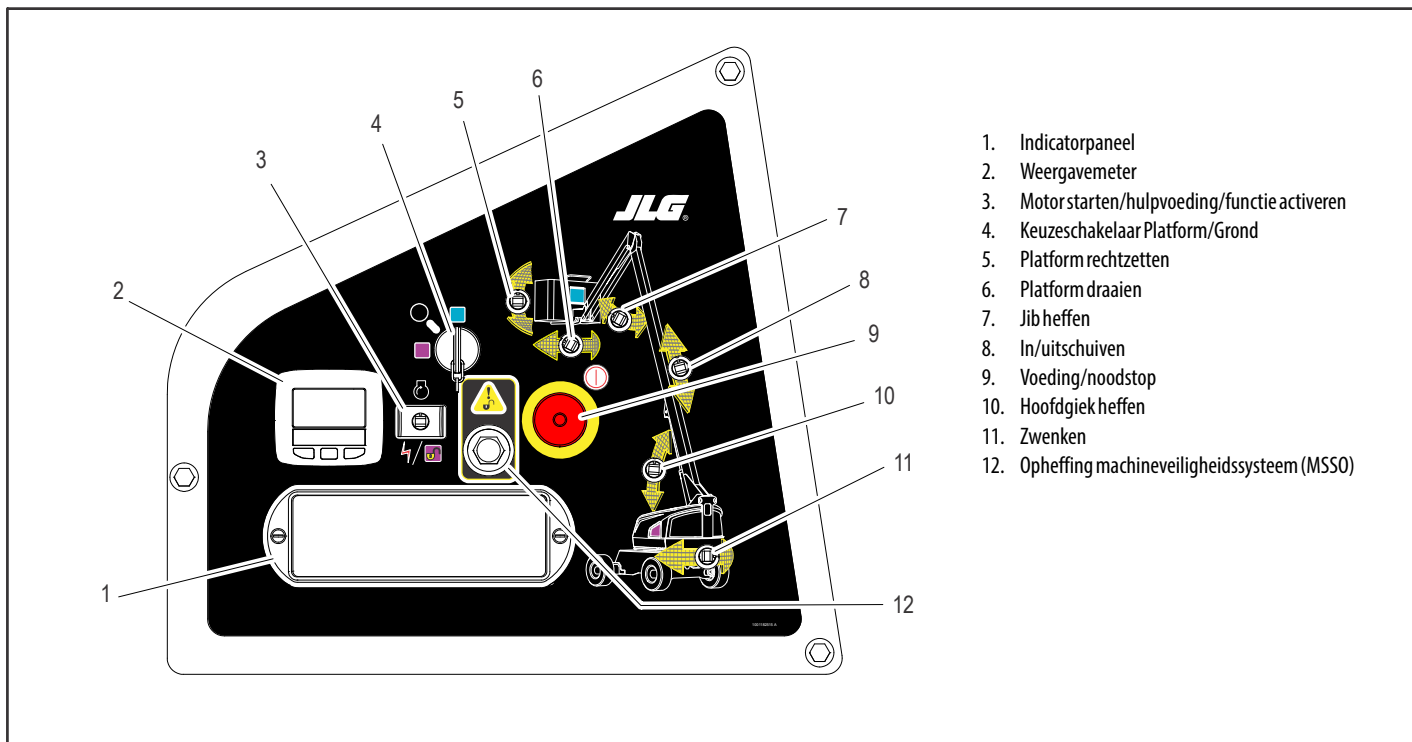 6
5
4
3
7
8
2
9
10
11
1
12
JLG®
1. Indicatorpaneel
2. Weergavemeter
3. Motor starten/hulpvoeding/functie activeren
4. Keuzeschakelaar Platform/Grond
5. Platform rechtzetten
6. Platform draaien
7. Jib heffen
8. In/uitschuiven
9. Voeding/noodstop
10. Hoofdgiek heffen
11. Zwenken
12. Opheffing machineveiligheidssysteem (MSSO)